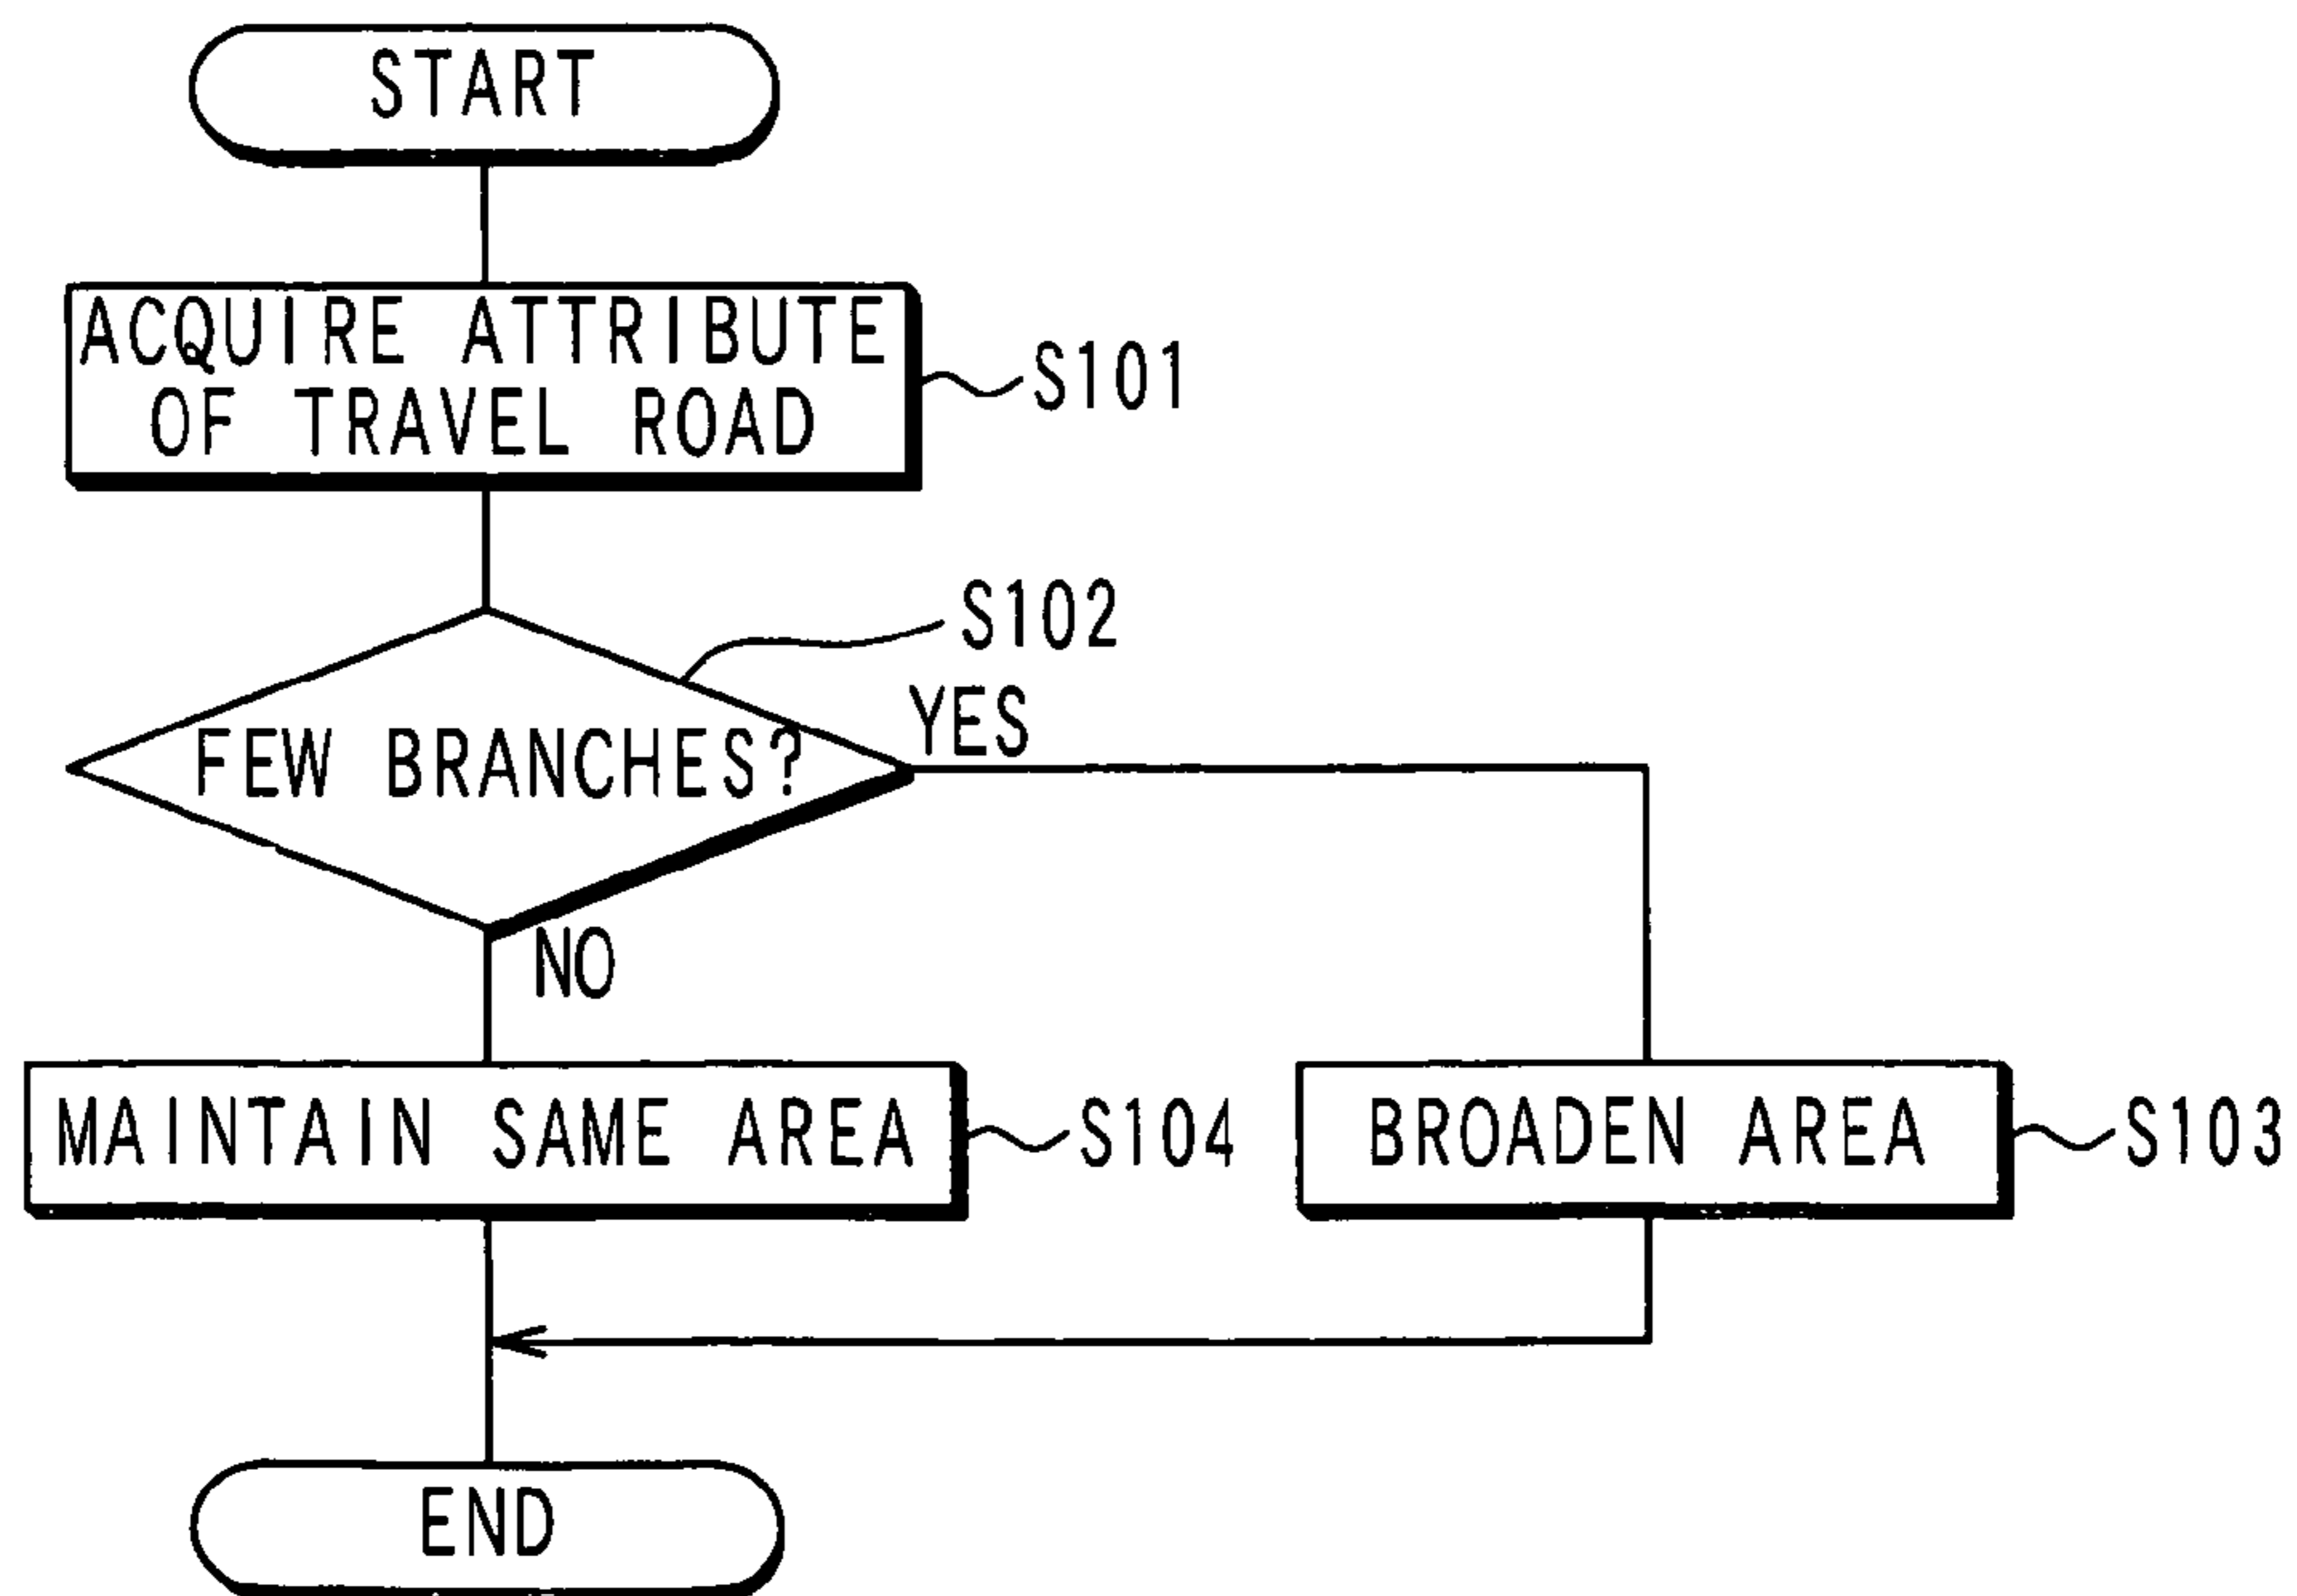 START
ACQUIRE ATTRIBUTE
OF TRAVEL ROAD
S101
S102
YES
FEW BRANCHES?
NO
MAINTAIN SAME AREA
S104
BROADEN AREA
S103
END